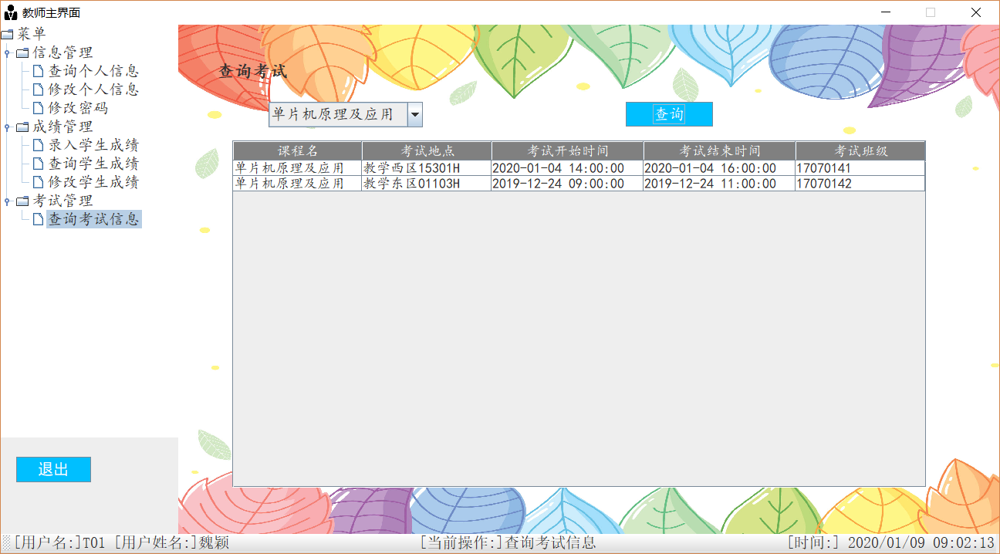 教师主界面
菜单
信息管理
查询个人信息
修改个人信息
修改密码
成绩管理
录入学生成绩
查询学生成绩
修改学生成绩
考试管理
查询考试信息
退出
查询考试
单片机原理及应用 查询
课程名 考试地点 考试开始时间 考试结束时间 考试班级
单片机原理及应用 教学西区15301H 2020-01-04 14:00:00 2020-01-04 16:00:00 17070141
单片机原理及应用 教学东区01103H 2019-12-24 09:00:00 2019-12-24 11:00:00 17070142
[用户名:]T01 [用户姓名:]魏颖 [当前操作:]查询考试信息 [时间:] 2020/01/09 09:02:13